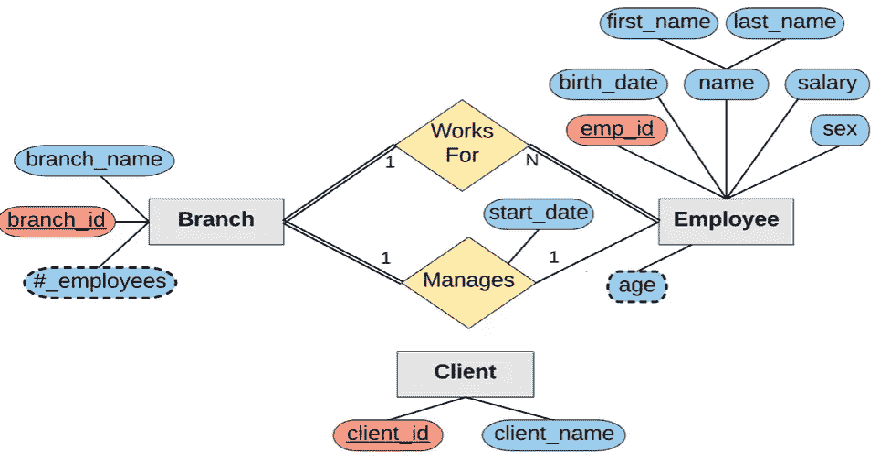 first_name
last_name
birth_date
name
salary
emp_id
sex
Works
For
1
N
branch_name
branch_id
Branch
#_employees
start_date
Employee
1
Manages
1
age
Client
client_id
client_name